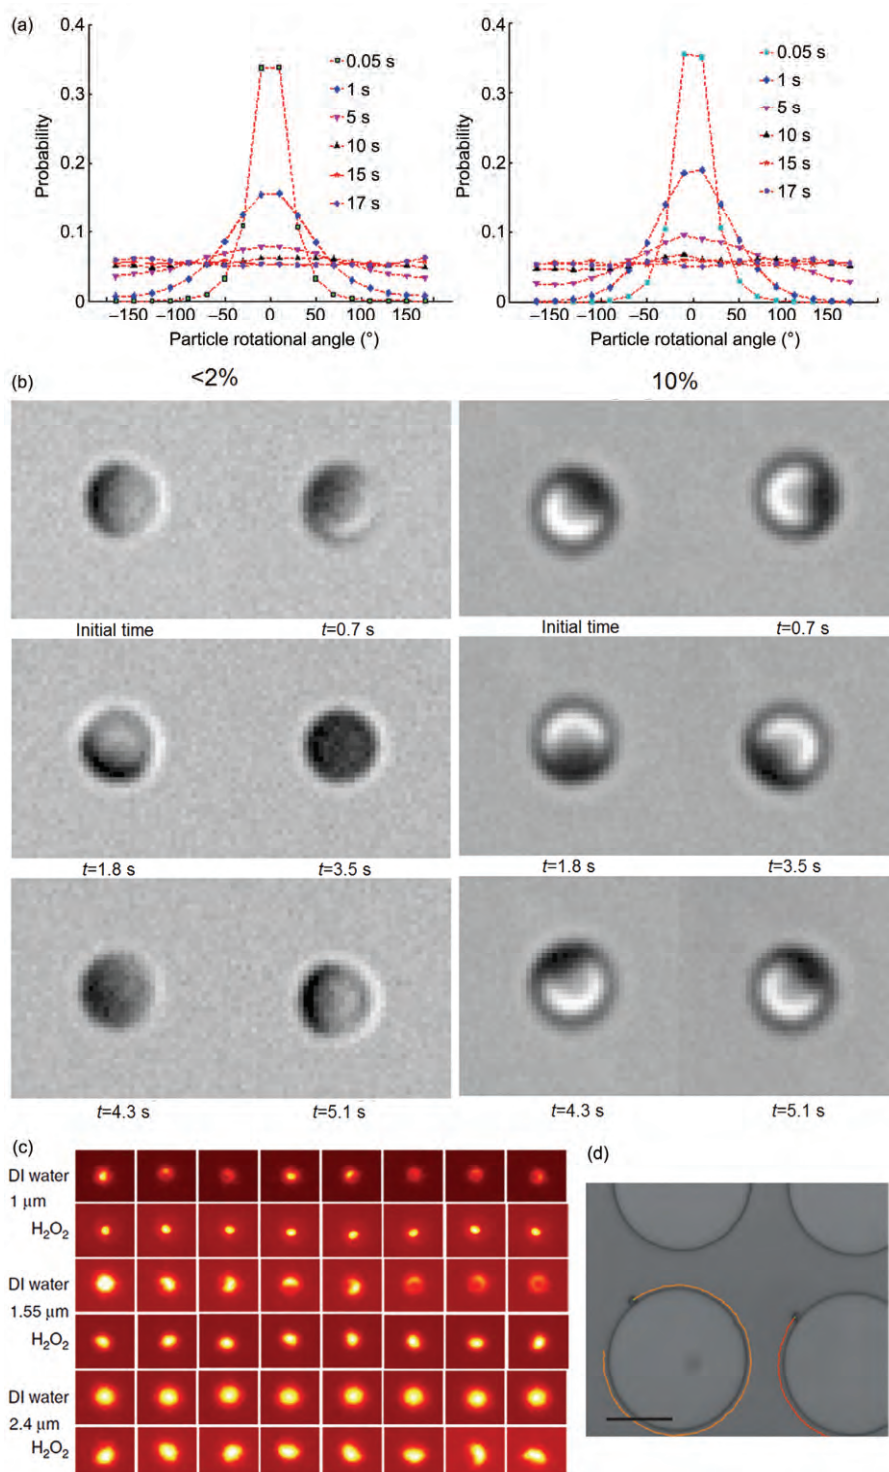 (a)
0.4
0.3
0.2
0.1
0
Probability
0.05 s
1 s
5 s
10 s
15 s
17 s
−150
−100
−50
0
50
100
150
Particle rotational angle (°)
0.4
0.3
0.2
0.1
0
Probability
0.05 s
1 s
5 s
10 s
15 s
17 s
−150
−100
−50
0
50
100
150
Particle rotational angle (°)
(b)
<2%
10%
Initial time
t=0.7 s
Initial time
t=0.7 s
t=1.8 s
t=3.5 s
t=1.8 s
t=3.5 s
t=4.3 s
t=5.1 s
t=4.3 s
t=5.1 s
(c)
DI water
1 μm
H₂O₂
DI water
1.55 μm
H₂O₂
DI water
2.4 μm
H₂O₂
(d)